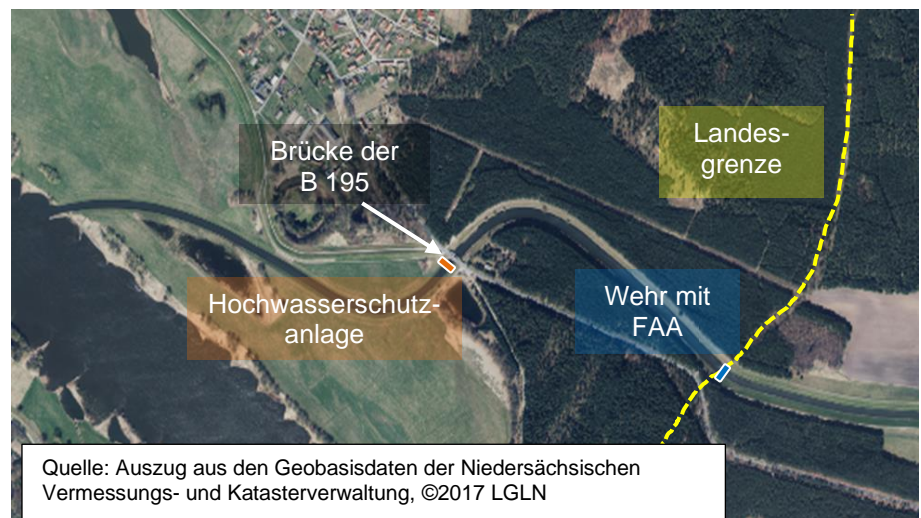 Brücke der
B 195
Landes-
grenze
Hochwasserschutz-
anlage
Wehr mit
FAA
Quelle: Auszug aus den Geobasisdaten der Niedersächsischen
Vermessungs- und Katasterverwaltung, ©2017 LGLN